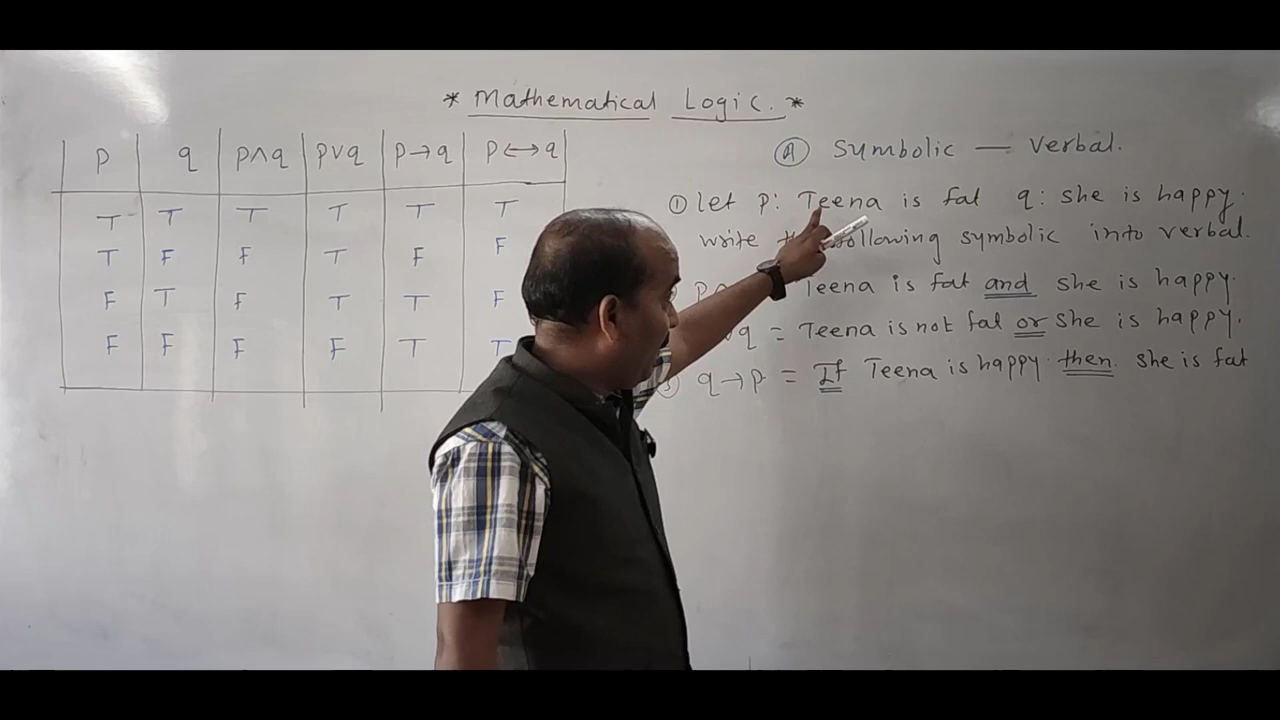 * Mathematical Logic. *
p q p∧q p∨q p→q p↔q
T T T T T T
T F F T F F
F T F T T F
F F F F T T
(A) Symbolic — Verbal.
① Let p: Teena is fat q: she is happy.
write following symbolic into verbal.
p∧ Teena is fat and she is happy.
∨q = Teena is not fat or she is happy.
③ q→p = If Teena is happy then. she is fat